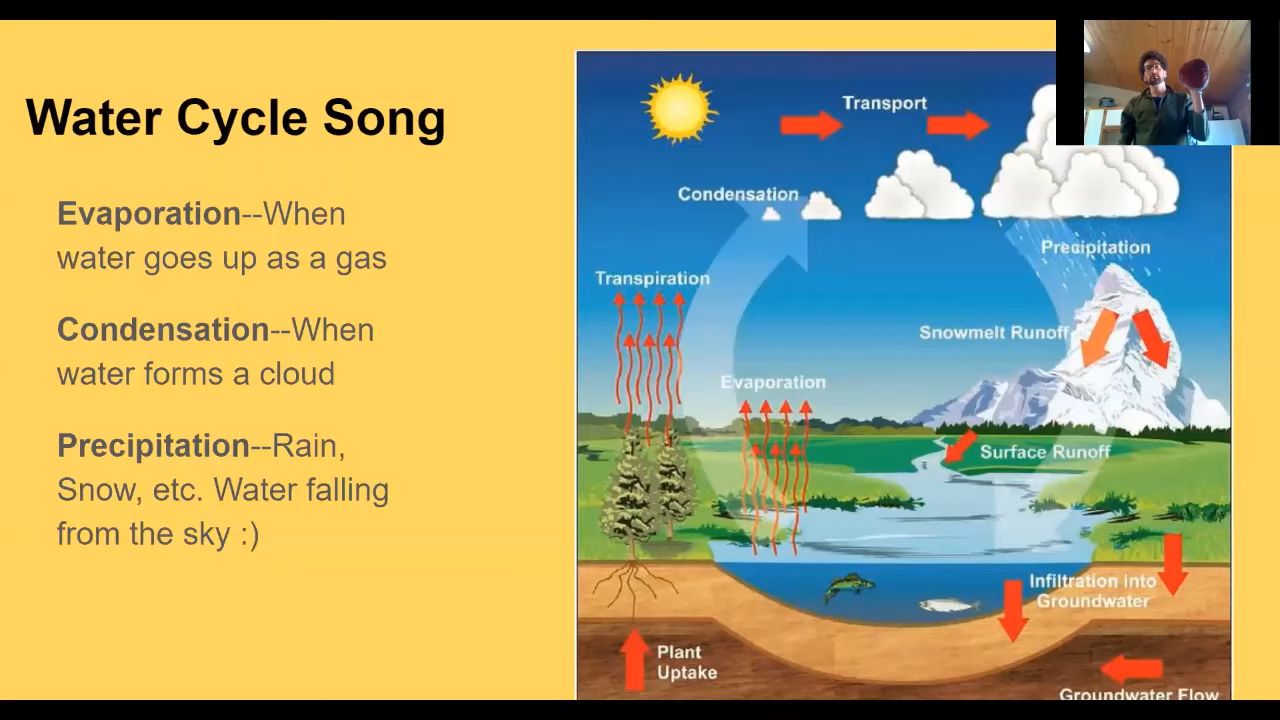 Water Cycle Song
Evaporation--When
water goes up as a gas
Condensation--When
water forms a cloud
Precipitation--Rain,
Snow, etc. Water falling
from the sky :)
Transport
Condensation
Precipitation
Transpiration
Snowmelt Runoff
Evaporation
Surface Runoff
Infiltration into
Groundwater
Plant
Uptake
Groundwater Flow